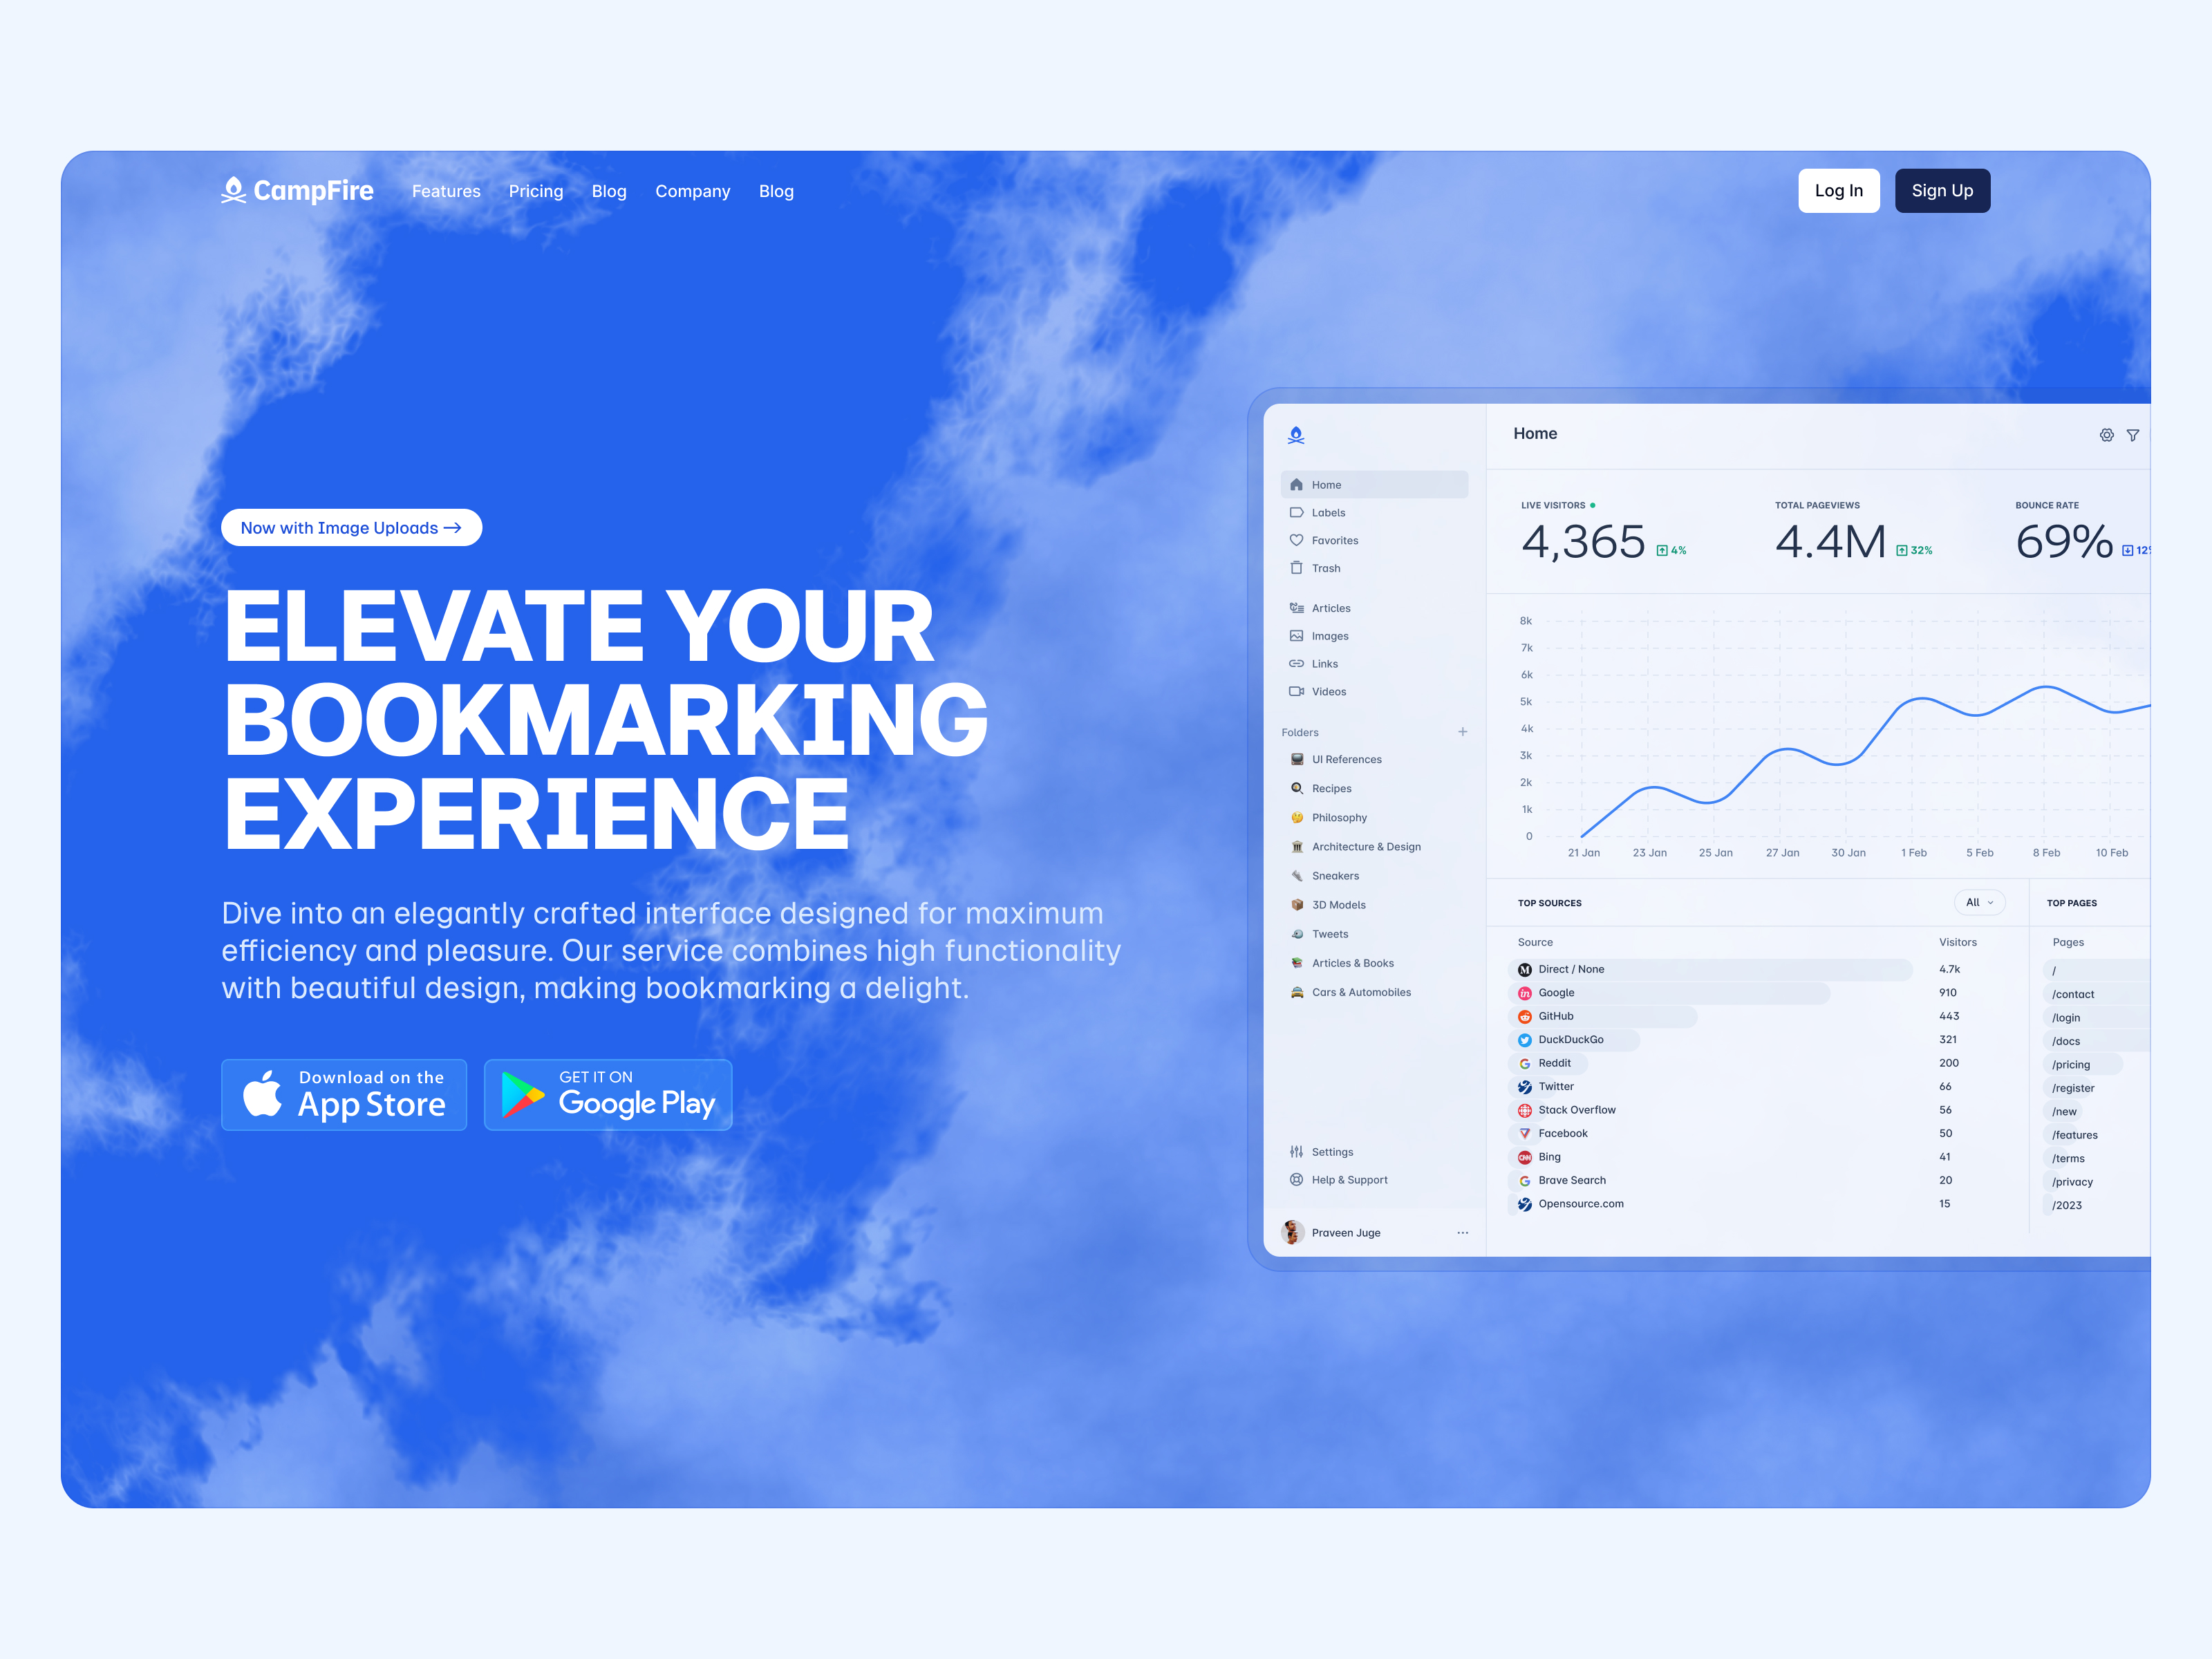 CampFire
Features Pricing Blog Company Blog
Log In Sign Up
Now with Image Uploads →
ELEVATE YOUR
BOOKMARKING
EXPERIENCE
Dive into an elegantly crafted interface designed for maximum
efficiency and pleasure. Our service combines high functionality
with beautiful design, making bookmarking a delight.
Download on the
App Store
GET IT ON
Google Play
Home
Labels
Favorites
Trash
Articles
Images
Links
Videos
Folders +
UI References
Recipes
Philosophy
Architecture & Design
Sneakers
3D Models
Tweets
Articles & Books
Cars & Automobiles
Settings
Help & Support
Praveen Juge
Home
LIVE VISITORS
4,365 4%
TOTAL PAGEVIEWS
4.4M 32%
BOUNCE RATE
69% 12%
8k
7k
6k
5k
4k
3k
2k
1k
0
21 Jan 23 Jan 25 Jan 27 Jan 30 Jan 1 Feb 5 Feb 8 Feb 10 Feb
TOP SOURCES All
Source Visitors
Direct / None 4.7k
Google 910
GitHub 443
DuckDuckGo 321
Reddit 200
Twitter 66
Stack Overflow 56
Facebook 50
Bing 41
Brave Search 20
Opensource.com 15
TOP PAGES
Pages
/
/contact
/login
/docs
/pricing
/register
/new
/features
/terms
/privacy
/2023